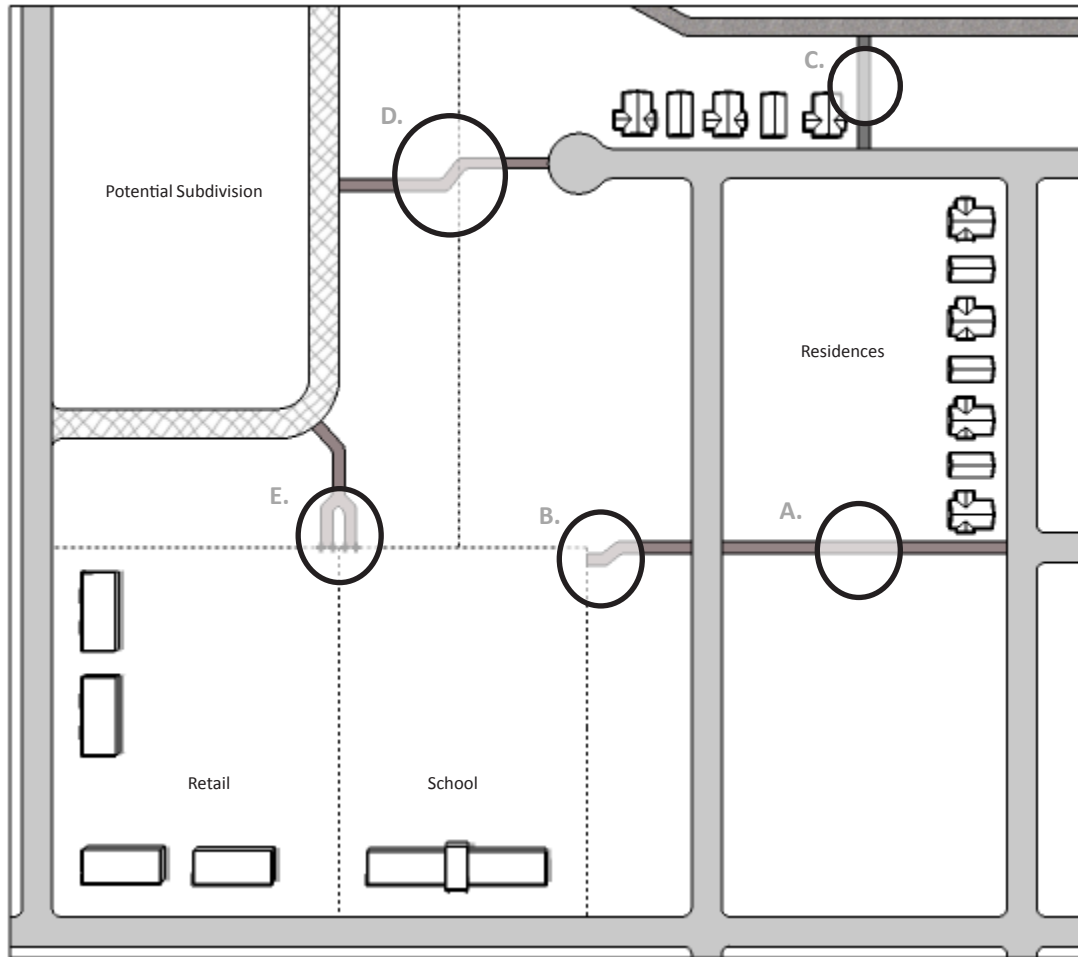 C.
D.
Potential Subdivision
Residences
E.
B.
A.
Retail
School